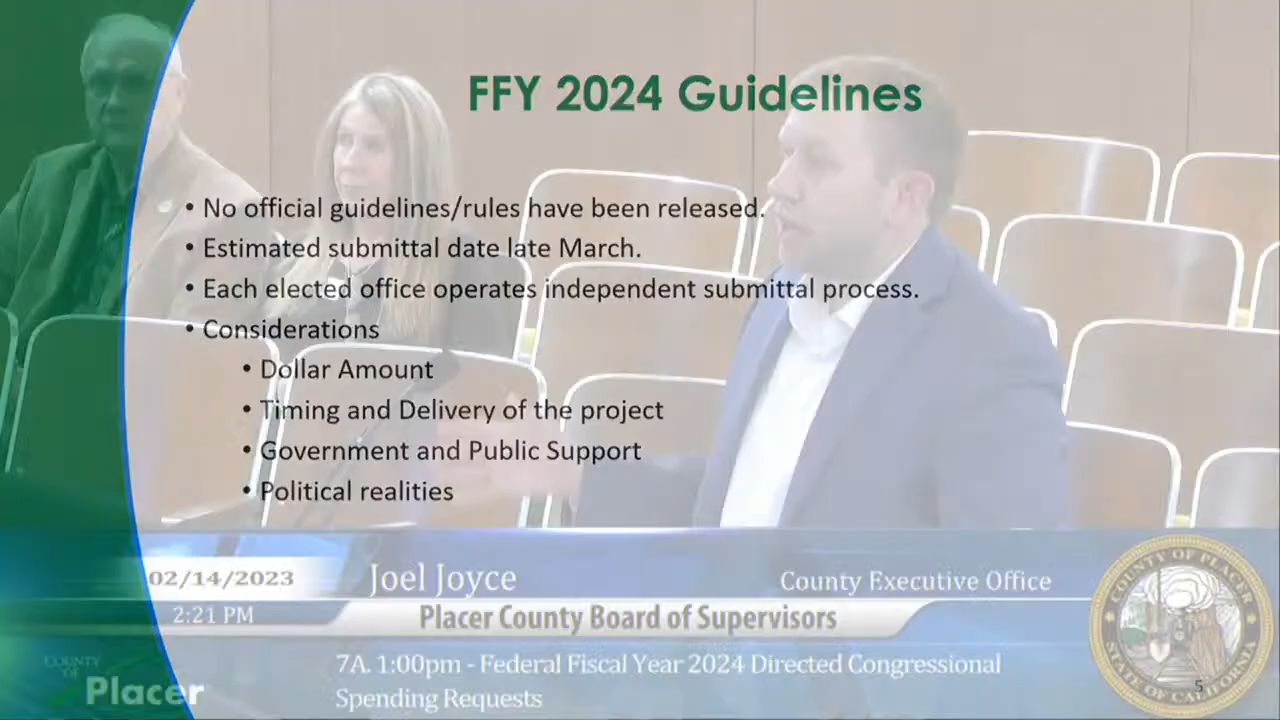 FFY 2024 Guidelines
• No official guidelines/rules have been released.
• Estimated submittal date late March.
• Each elected office operates independent submittal process.
• Considerations
• Dollar Amount
• Timing and Delivery of the project
• Government and Public Support
• Political realities
02/14/2023
Joel Joyce
County Executive Office
2:21 PM
Placer County Board of Supervisors
7A. 1:00pm - Federal Fiscal Year 2024 Directed Congressional
Spending Requests
COUNTY
OF
Placer
COUNTY OF PLACER
STATE OF CALIFORNIA
5